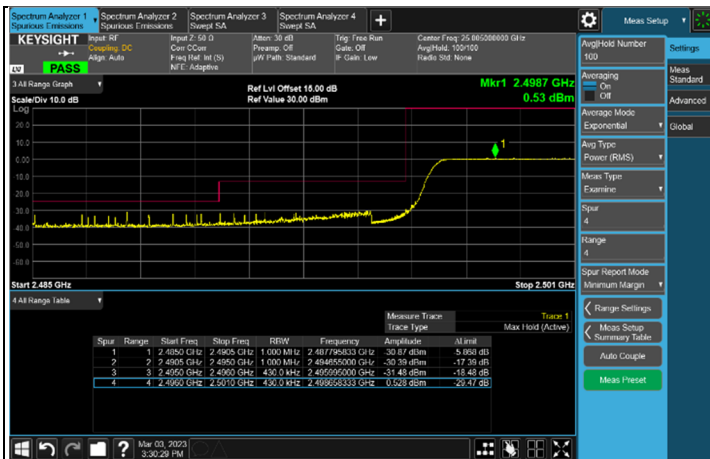 Spectrum Analyzer 1
Spurious Emissions
Spectrum Analyzer 2
Spurious Emissions
Spectrum Analyzer 3
Swept SA
Spectrum Analyzer 4
Swept SA
Meas Setup
KEYSIGHT
Input: RF
Coupling: DC
Align: Auto
Input Z: 50 Ω
Corr CCorr
Freq Ref: Int (S)
NFE: Adaptive
Atten: 30 dB
Preamp: Off
µW Path: Standard
Trig: Free Run
Gate: Off
IF Gain: Low
Center Freq: 25.005000000 GHz
Avg|Hold: 100/100
Radio Std: None
PASS
3 All Range Graph
Scale/Div 10.0 dB
Ref Lvl Offset 15.00 dB
Ref Value 30.00 dBm
Mkr1 2.4987 GHz
0.53 dBm
Log
20.0
10.0
0.00
-10.0
-20.0
-30.0
-40.0
-50.0
-60.0
1
Start 2.485 GHz
Stop 2.501 GHz
4 All Range Table
Measure Trace Trace 1
Trace Type Max Hold (Active)
Spur Range Start Freq Stop Freq RBW Frequency Amplitude ΔLimit
1 1 2.4850 GHz 2.4905 GHz 1.000 MHz 2.487795833 GHz -30.87 dBm -5.868 dB
2 2 2.4905 GHz 2.4950 GHz 1.000 MHz 2.494655000 GHz -30.39 dBm -17.39 dB
3 3 2.4950 GHz 2.4960 GHz 430.0 kHz 2.495995000 GHz -31.48 dBm -18.48 dB
4 4 2.4960 GHz 2.5010 GHz 430.0 kHz 2.498658333 GHz 0.528 dBm -29.47 dB
Mar 03, 2023
3:30:29 PM
Avg|Hold Number
100
Averaging
On
Off
Average Mode
Exponential
Avg Type
Power (RMS)
Meas Type
Examine
Spur
4
Range
4
Spur Report Mode
Minimum Margin
Range Settings
Meas Setup
Summary Table
Auto Couple
Meas Preset
Settings
Meas
Standard
Advanced
Global